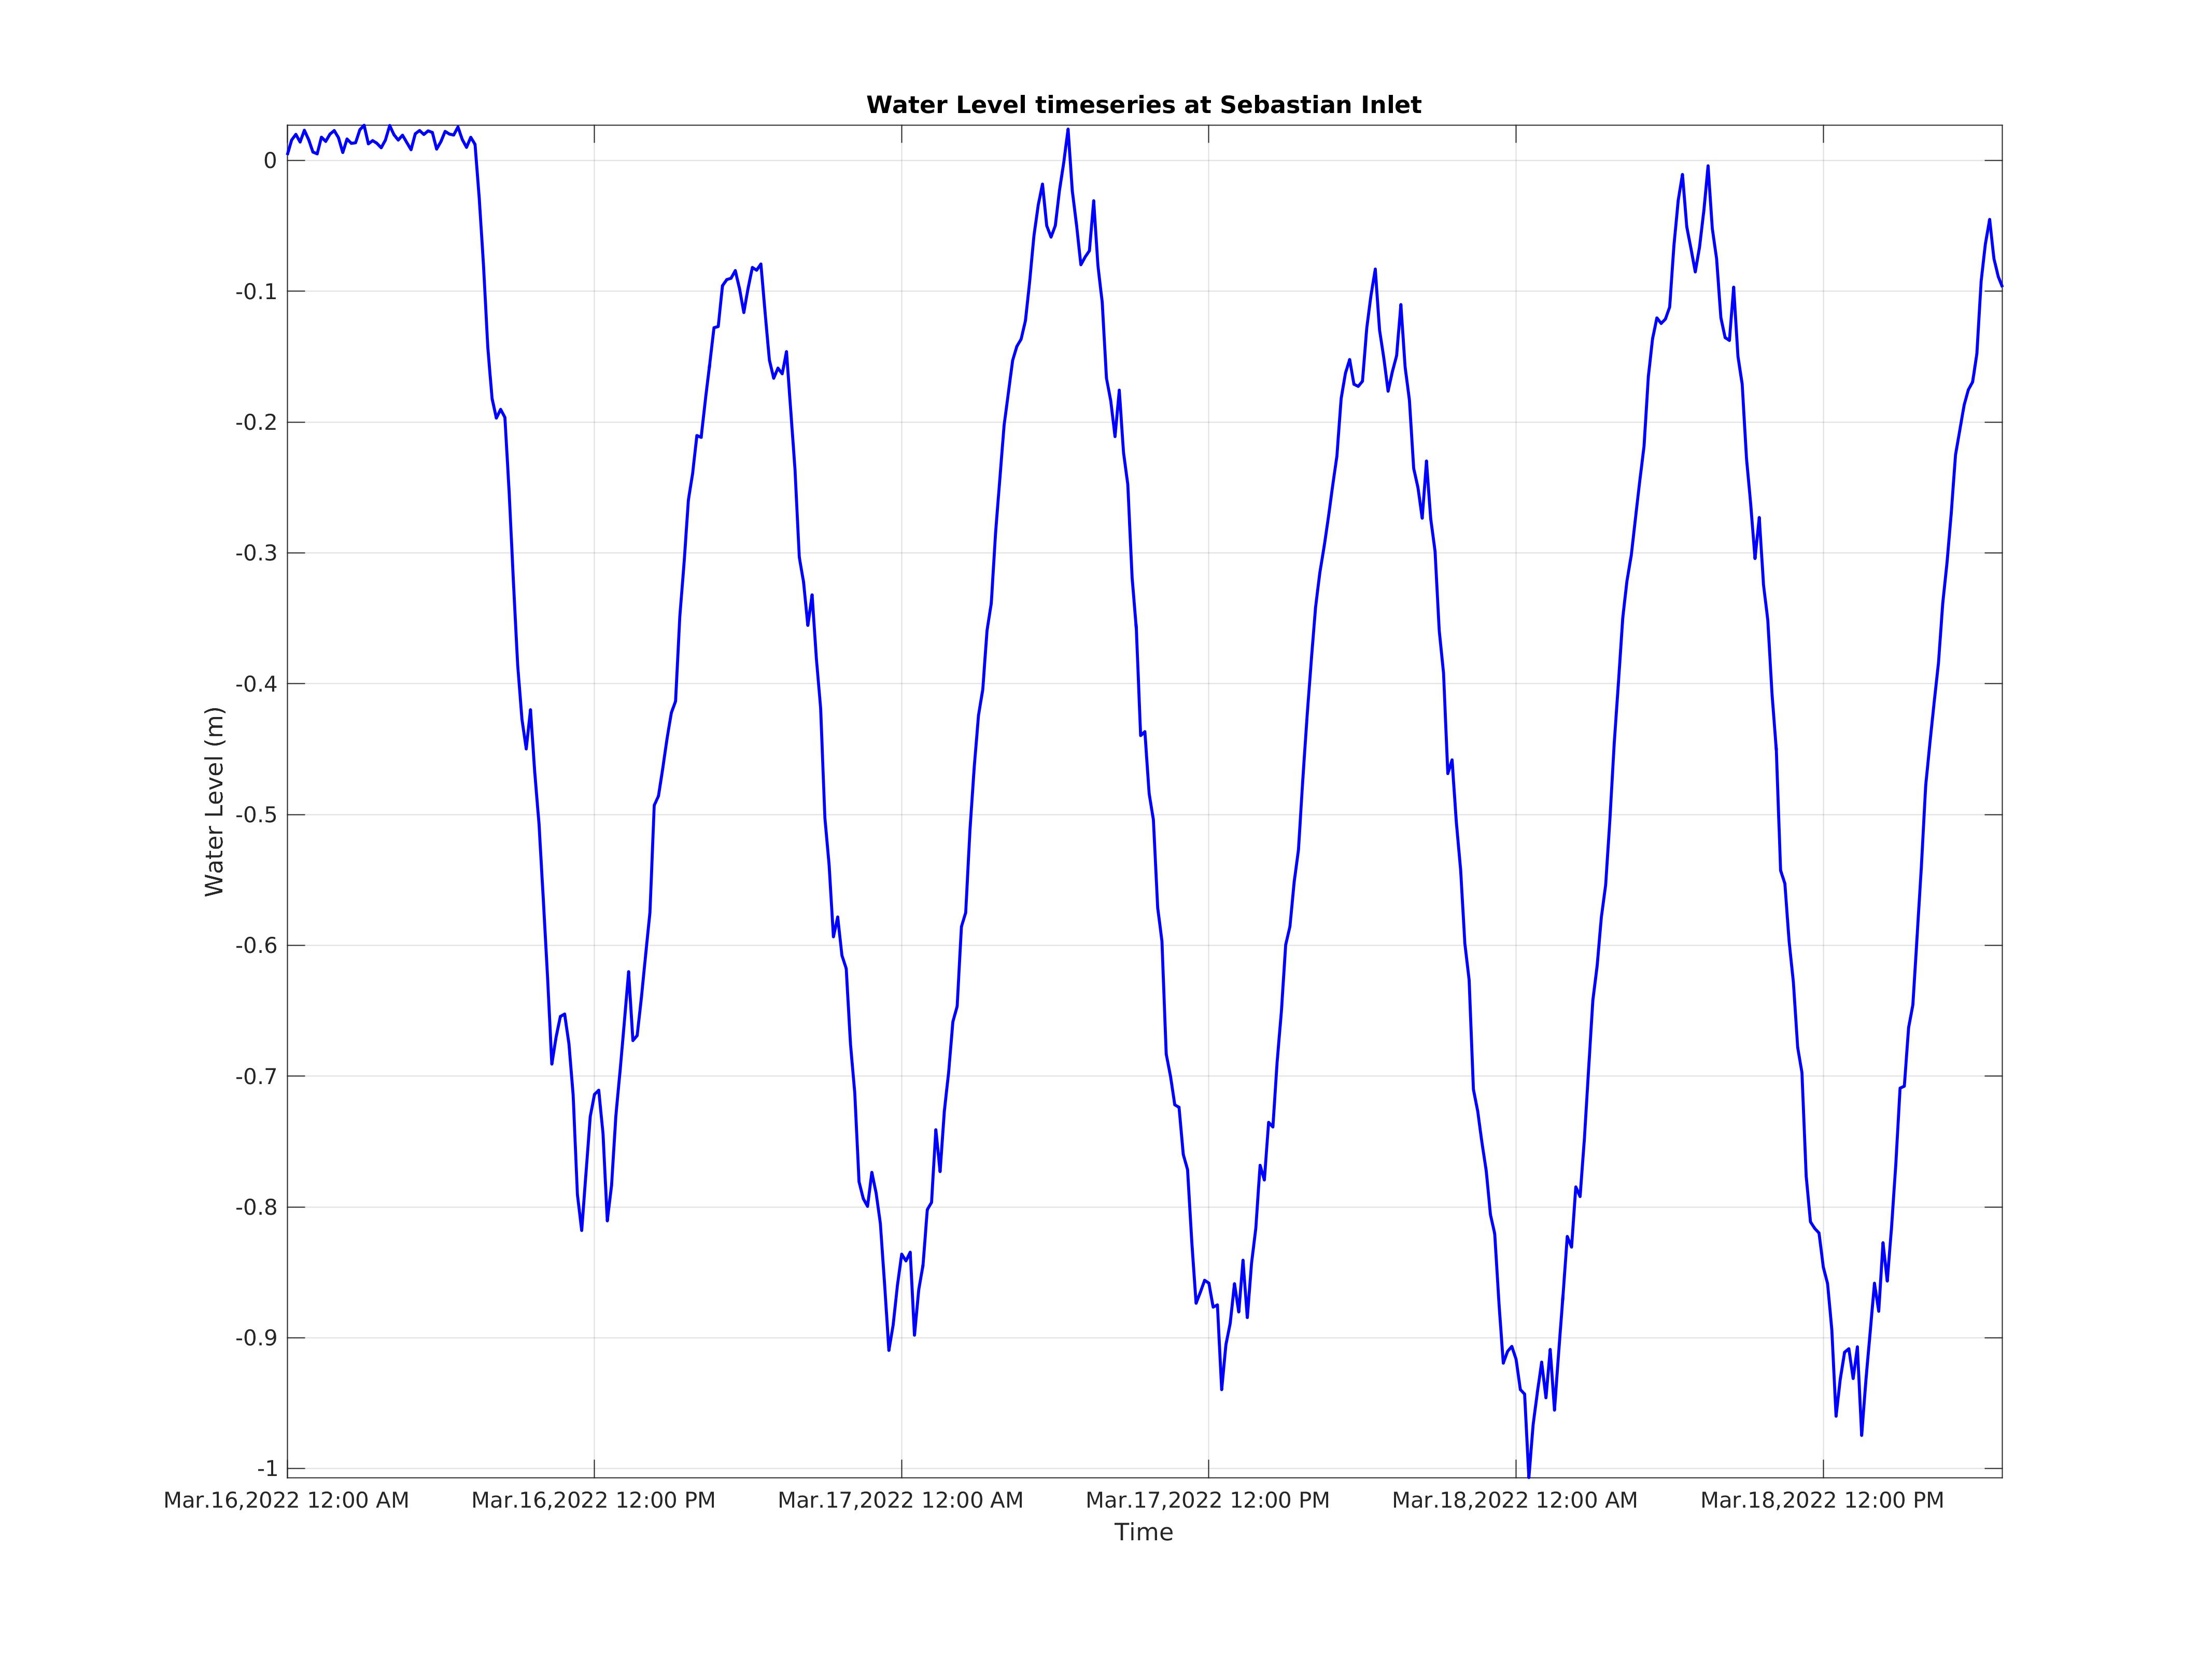 Water Level timeseries at Sebastian Inlet
0
-0.1
-0.2
-0.3
-0.4
-0.5
-0.6
-0.7
-0.8
-0.9
-1
Water Level (m)
Mar.16,2022 12:00 AM
Mar.16,2022 12:00 PM
Mar.17,2022 12:00 AM
Mar.17,2022 12:00 PM
Mar.18,2022 12:00 AM
Mar.18,2022 12:00 PM
Time